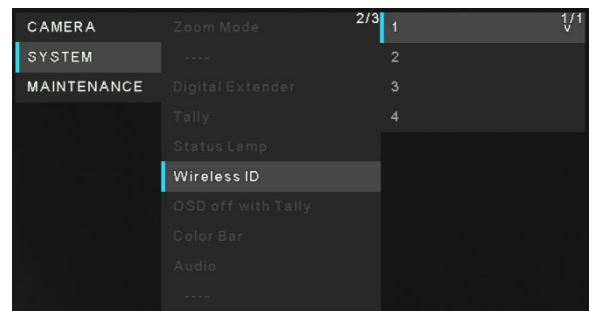 CAMERA
SYSTEM
MAINTENANCE
Zoom Mode 2/3
----
Digital Extender
Tally
Status Lamp
Wireless ID
OSD off with Tally
Color Bar
Audio
----
1 1/1
2
3
4